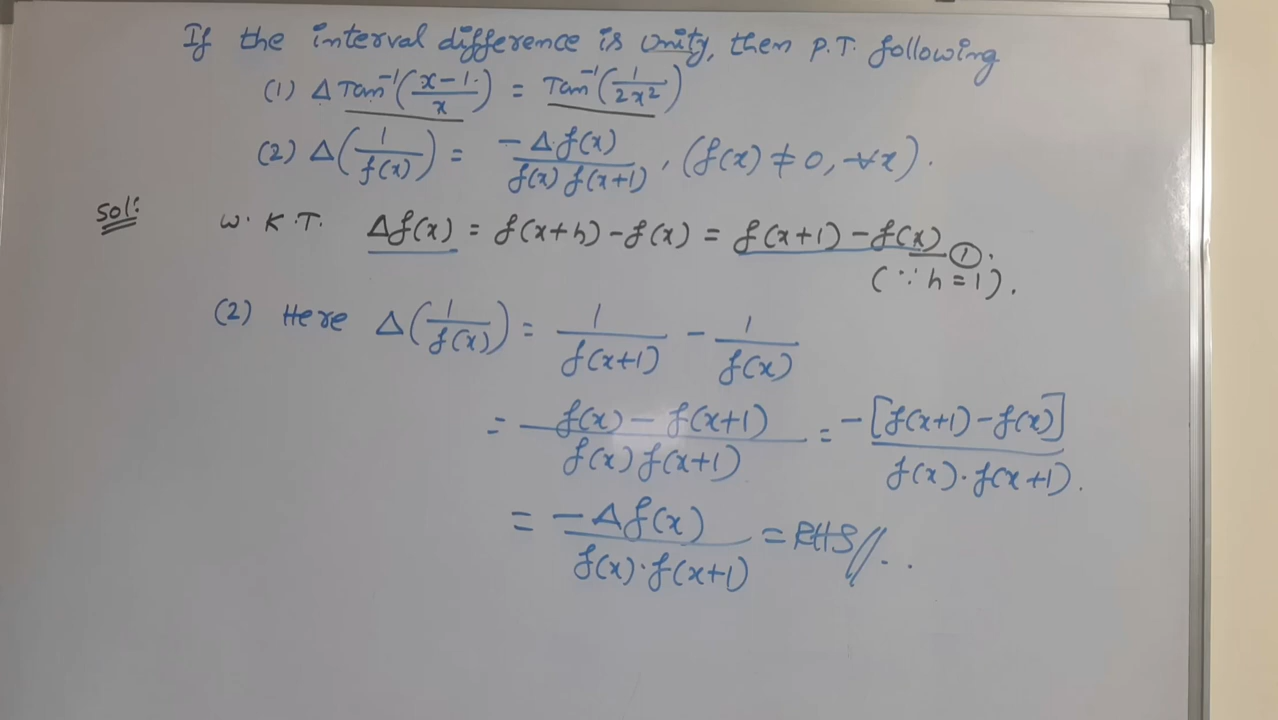 If the interval difference is unity, then P.T. following
(1) Δ Tan⁻¹((x-1)/x) = Tan⁻¹(1/2x²)
(2) Δ(1/f(x)) = -Δf(x)/f(x) f(x+1), (f(x) ≠ 0, ∀x).
Sol: W.K.T. Δf(x) = f(x+h) - f(x) = f(x+1) - f(x) ①.
(∵ h = 1).
(2) Here Δ(1/f(x)) = 1/f(x+1) - 1/f(x)
= f(x) - f(x+1)/f(x) f(x+1) = -[f(x+1) - f(x)]/f(x)·f(x+1).
= -Δf(x)/f(x)·f(x+1) = RHS//..